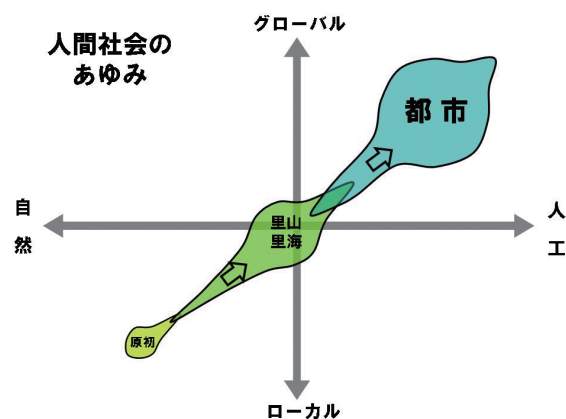 人間社会の
あゆみ
グローバル
都市
自然
人工
里山
里海
原初
ローカル